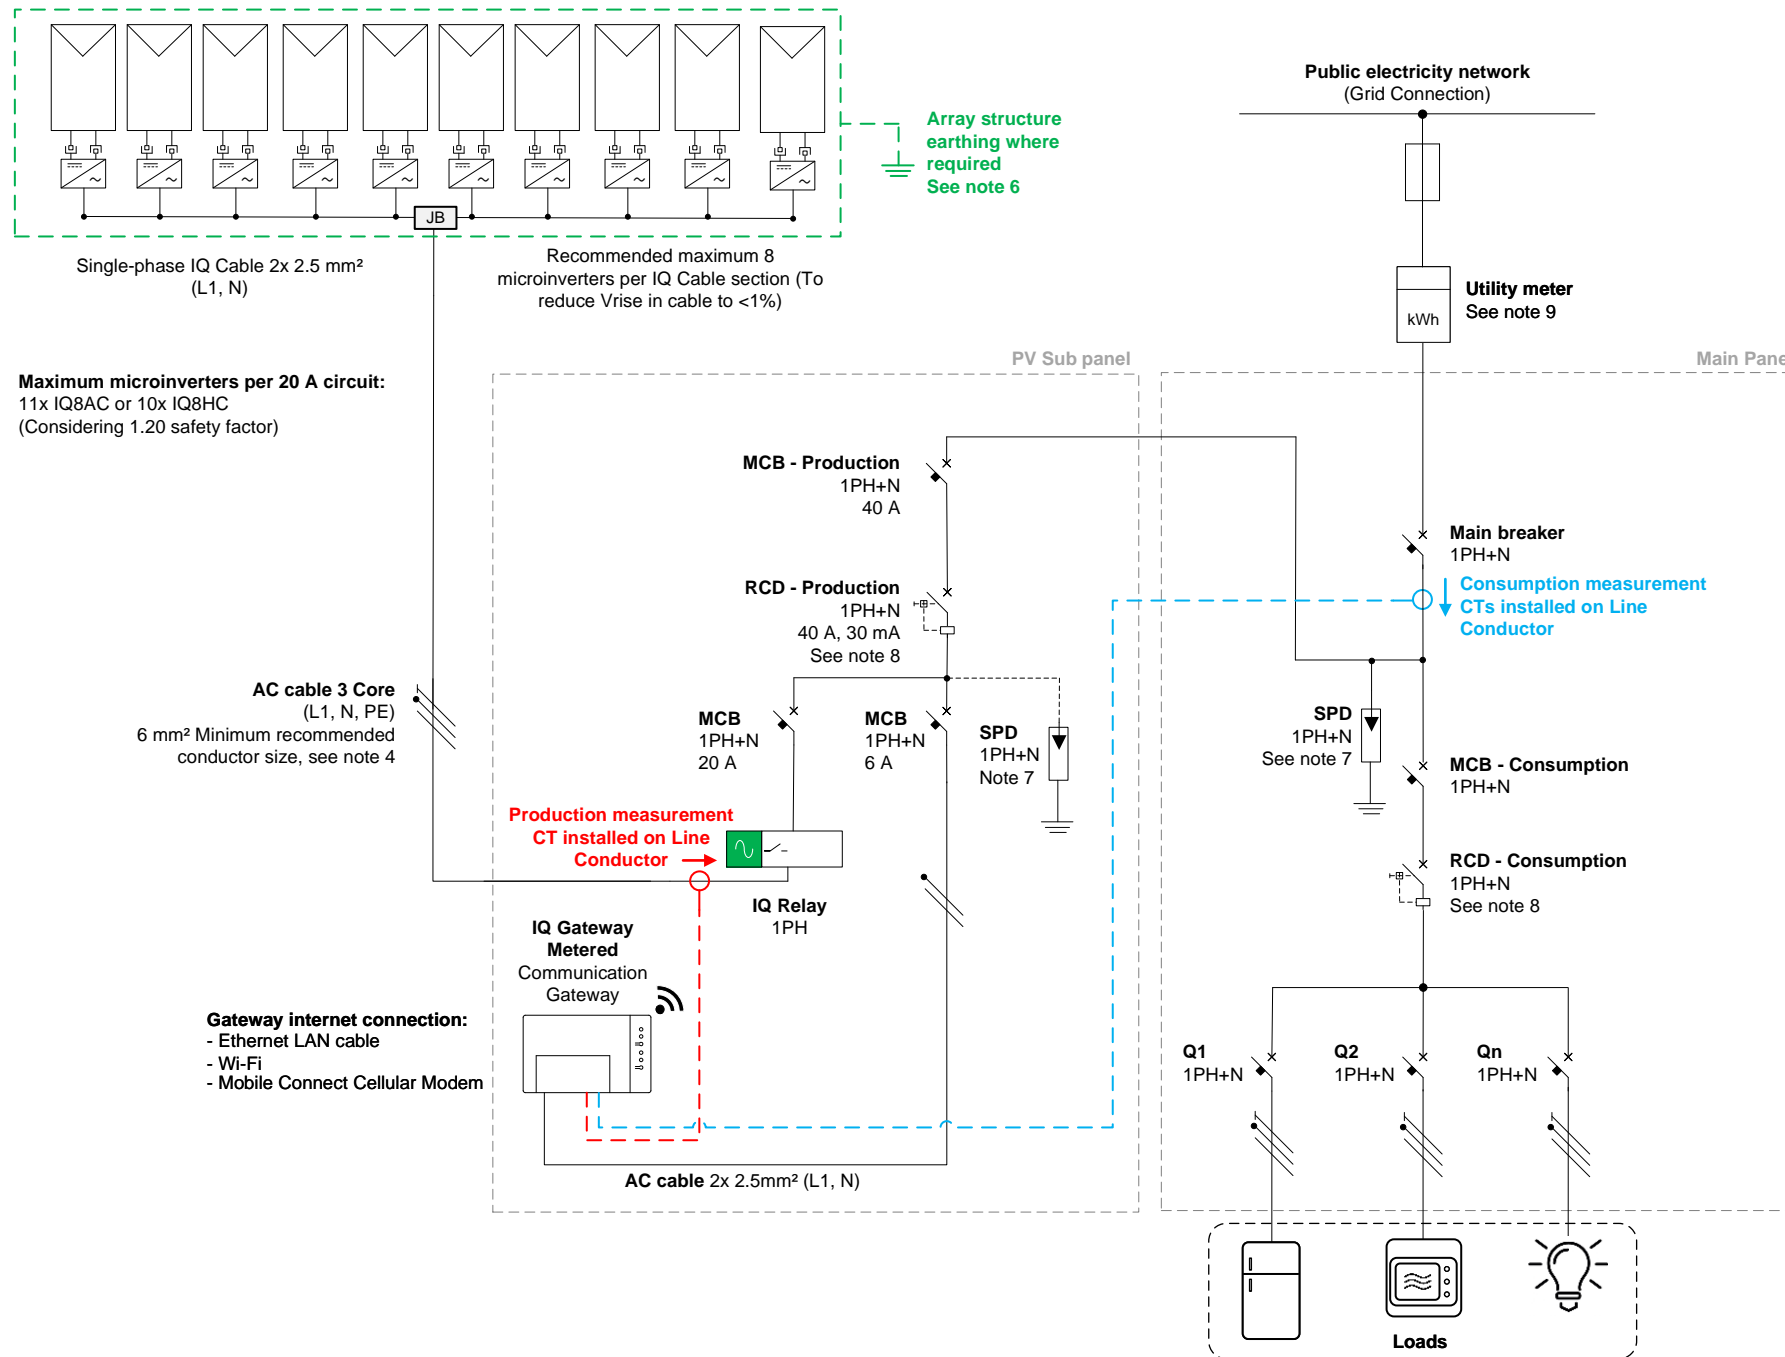 Public electricity network
(Grid Connection)
Array structure
earthing where
required
See note 6
JB
Single-phase IQ Cable 2x 2.5 mm²
(L1, N)
Recommended maximum 8
microinverters per IQ Cable section (To
reduce Vrise in cable to <1%)
kWh
Utility meter
See note 9
Maximum microinverters per 20 A circuit:
11x IQ8AC or 10x IQ8HC
(Considering 1.20 safety factor)
PV Sub panel
Main Pane
MCB - Production
1PH+N
40 A
Main breaker
1PH+N
Consumption measurement
CTs installed on Line
Conductor
RCD - Production
1PH+N
40 A, 30 mA
See note 8
AC cable 3 Core
(L1, N, PE)
6 mm² Minimum recommended
conductor size, see note 4
MCB
1PH+N
20 A
MCB
1PH+N
6 A
SPD
1PH+N
Note 7
SPD
1PH+N
See note 7
MCB - Consumption
1PH+N
Production measurement
CT installed on Line
Conductor
IQ Relay
1PH
RCD - Consumption
1PH+N
See note 8
IQ Gateway
Metered
Communication
Gateway
Gateway internet connection:
- Ethernet LAN cable
- Wi-Fi
- Mobile Connect Cellular Modem
Q1
1PH+N
Q2
1PH+N
Qn
1PH+N
AC cable 2x 2.5mm² (L1, N)
Loads